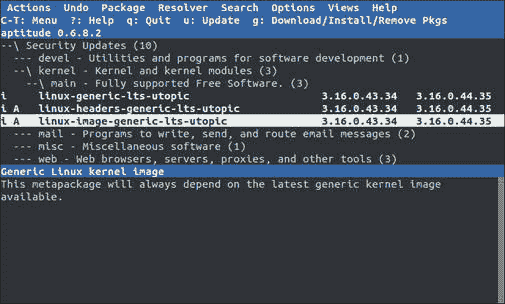 Actions  Undo  Package  Resolver  Search  Options  Views  Help
C-T: Menu  ?: Help  q: Quit  u: Update  g: Download/Install/Remove Pkgs
aptitude 0.6.8.2
--\ Security Updates (10)
  --- devel - Utilities and programs for software development (1)
  --\ kernel - Kernel and kernel modules (3)
    --\ main - Fully supported Free Software. (3)
i     linux-generic-lts-utopic                    3.16.0.43.34   3.16.0.44.35
i A   linux-headers-generic-lts-utopic            3.16.0.43.34   3.16.0.44.35
i A   linux-image-generic-lts-utopic              3.16.0.43.34   3.16.0.44.35
  --- mail - Programs to write, send, and route email messages (2)
  --- misc - Miscellaneous software (1)
  --- web - Web browsers, servers, proxies, and other tools (3)
Generic Linux kernel image
This metapackage will always depend on the latest generic kernel image
available.